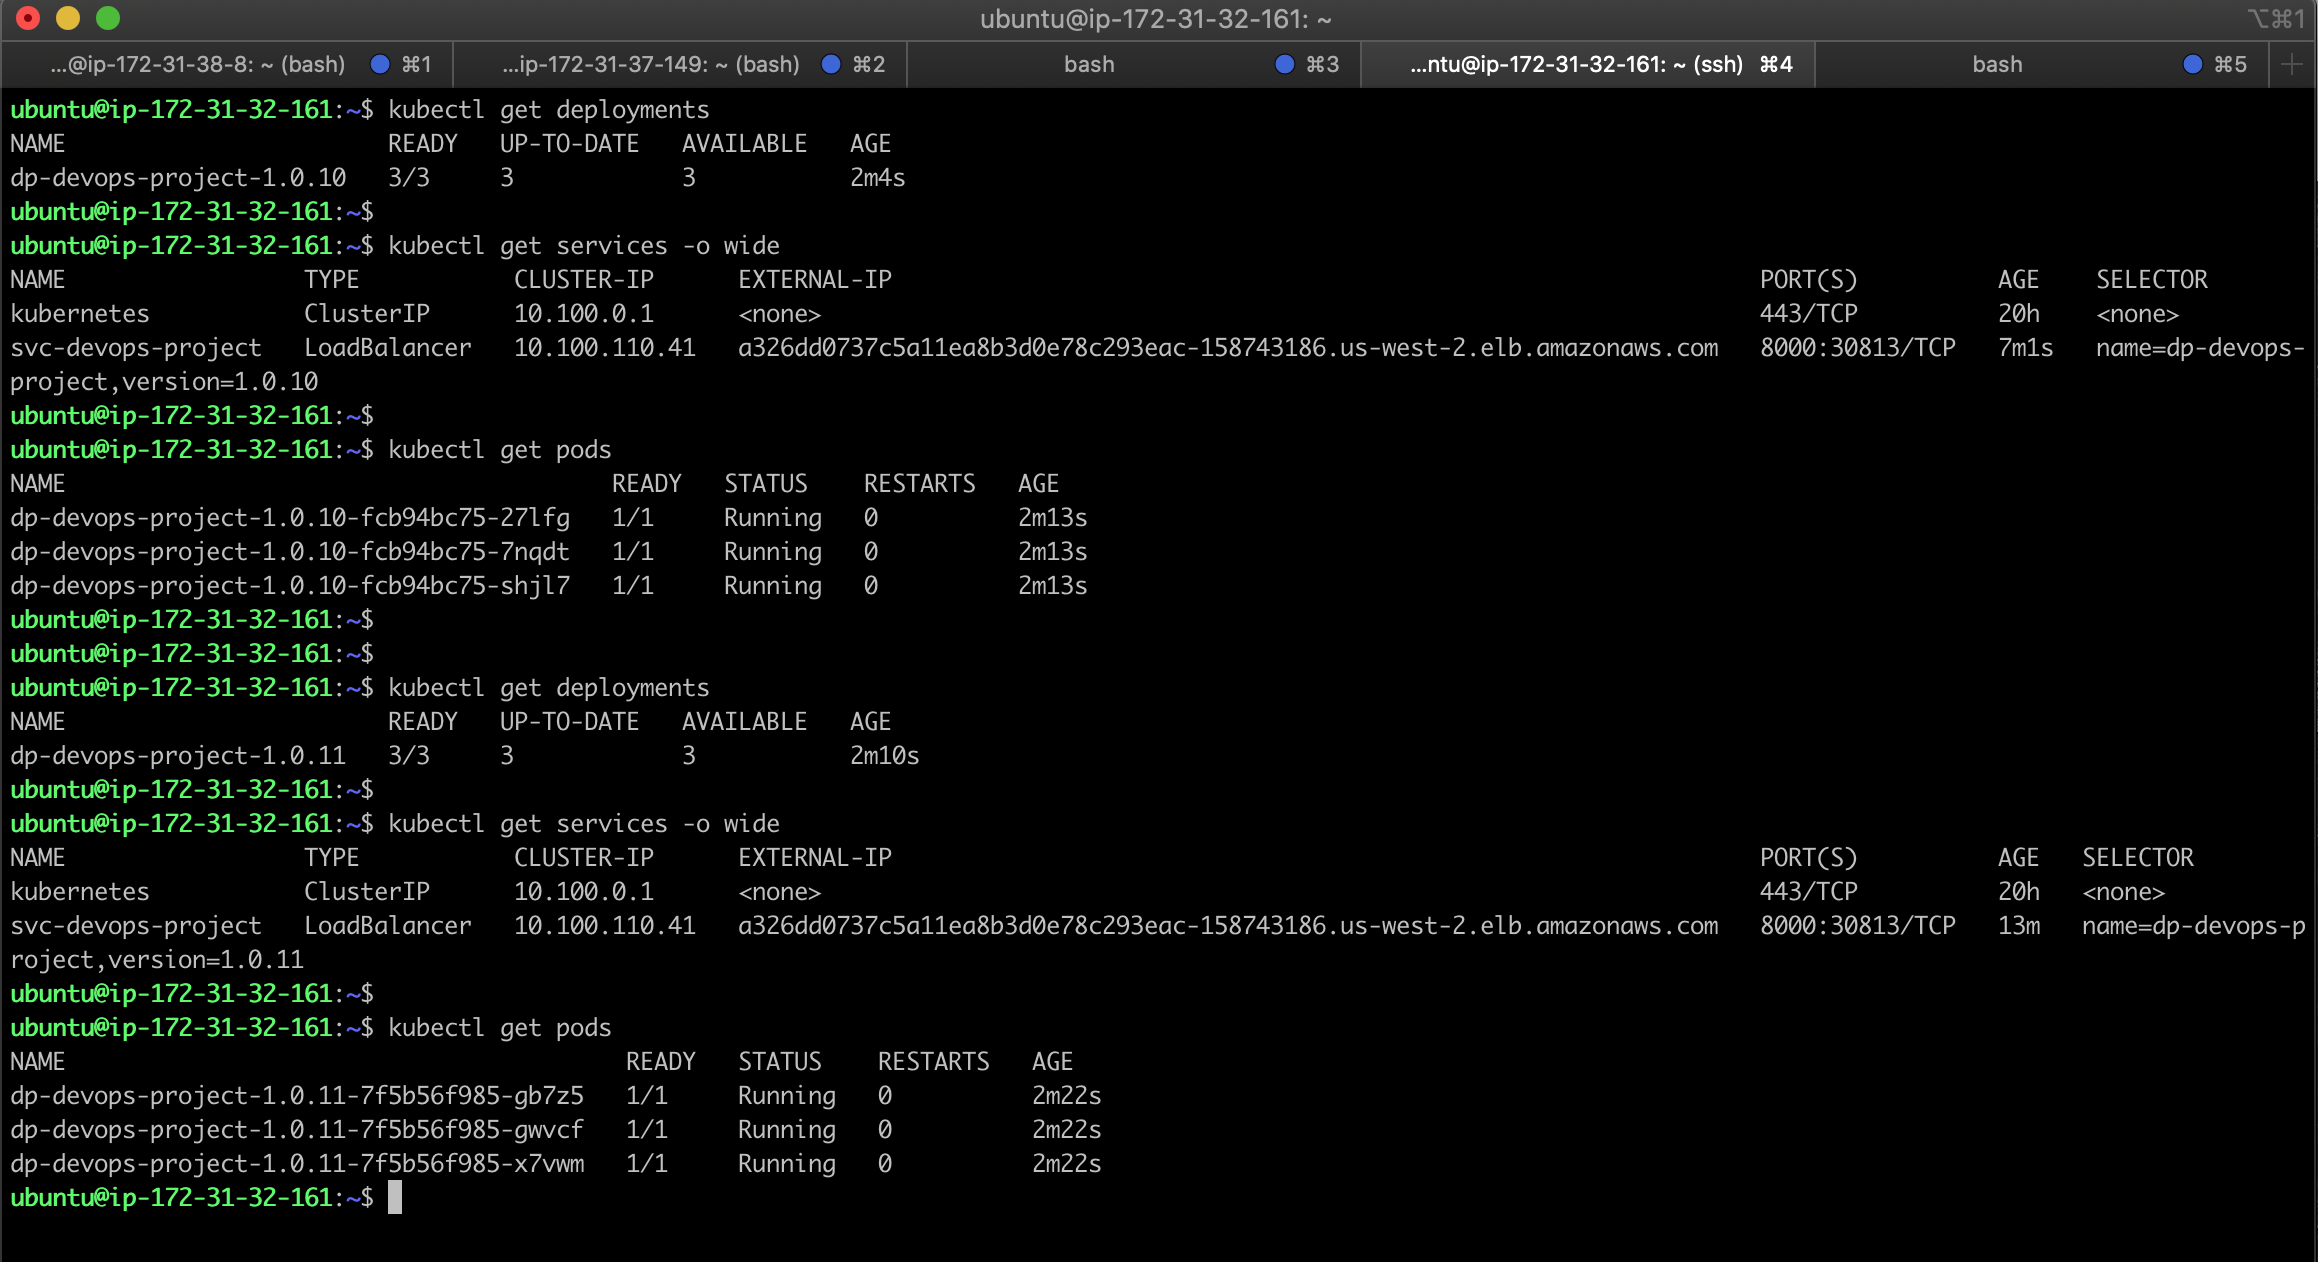 ubuntu@ip-172-31-32-161: ~
⌥⌘1
...@ip-172-31-38-8: ~ (bash) ⌘1
...ip-172-31-37-149: ~ (bash) ⌘2
bash ⌘3
...ntu@ip-172-31-32-161: ~ (ssh) ⌘4
bash ⌘5
ubuntu@ip-172-31-32-161:~$ kubectl get deployments
NAME                       READY   UP-TO-DATE   AVAILABLE   AGE
dp-devops-project-1.0.10   3/3     3            3           2m4s
ubuntu@ip-172-31-32-161:~$
ubuntu@ip-172-31-32-161:~$ kubectl get services -o wide
NAME                 TYPE           CLUSTER-IP      EXTERNAL-IP                                                              PORT(S)          AGE    SELECTOR
kubernetes           ClusterIP      10.100.0.1      <none>                                                                   443/TCP          20h    <none>
svc-devops-project   LoadBalancer   10.100.110.41   a326dd0737c5a11ea8b3d0e78c293eac-158743186.us-west-2.elb.amazonaws.com   8000:30813/TCP   7m1s   name=dp-devops-
project,version=1.0.10
ubuntu@ip-172-31-32-161:~$
ubuntu@ip-172-31-32-161:~$ kubectl get pods
NAME                                       READY   STATUS    RESTARTS   AGE
dp-devops-project-1.0.10-fcb94bc75-27lfg   1/1     Running   0          2m13s
dp-devops-project-1.0.10-fcb94bc75-7nqdt   1/1     Running   0          2m13s
dp-devops-project-1.0.10-fcb94bc75-shjl7   1/1     Running   0          2m13s
ubuntu@ip-172-31-32-161:~$
ubuntu@ip-172-31-32-161:~$
ubuntu@ip-172-31-32-161:~$ kubectl get deployments
NAME                       READY   UP-TO-DATE   AVAILABLE   AGE
dp-devops-project-1.0.11   3/3     3            3           2m10s
ubuntu@ip-172-31-32-161:~$
ubuntu@ip-172-31-32-161:~$ kubectl get services -o wide
NAME                 TYPE           CLUSTER-IP      EXTERNAL-IP                                                              PORT(S)          AGE   SELECTOR
kubernetes           ClusterIP      10.100.0.1      <none>                                                                   443/TCP          20h   <none>
svc-devops-project   LoadBalancer   10.100.110.41   a326dd0737c5a11ea8b3d0e78c293eac-158743186.us-west-2.elb.amazonaws.com   8000:30813/TCP   13m   name=dp-devops-p
roject,version=1.0.11
ubuntu@ip-172-31-32-161:~$
ubuntu@ip-172-31-32-161:~$ kubectl get pods
NAME                                        READY   STATUS    RESTARTS   AGE
dp-devops-project-1.0.11-7f5b56f985-gb7z5   1/1     Running   0          2m22s
dp-devops-project-1.0.11-7f5b56f985-gwvcf   1/1     Running   0          2m22s
dp-devops-project-1.0.11-7f5b56f985-x7vwm   1/1     Running   0          2m22s
ubuntu@ip-172-31-32-161:~$